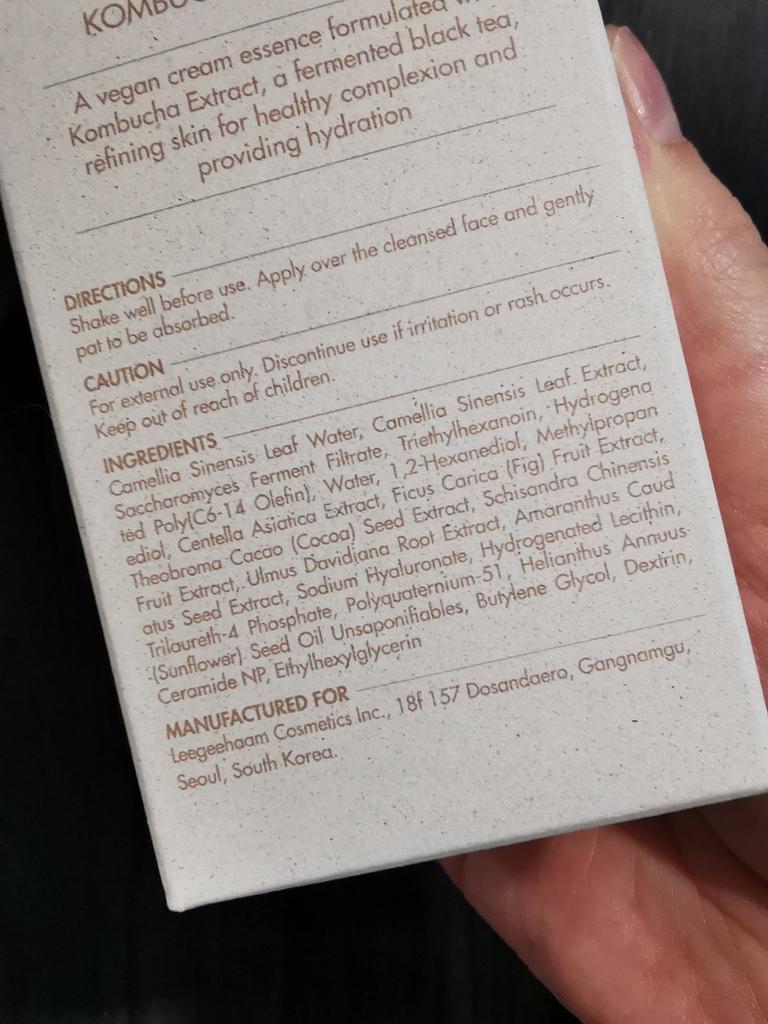 A vegan cream essence formulated
Kombucha Extract, a fermented black tea,
refining skin for healthy complexion and
providing hydration
DIRECTIONS
Shake well before use. Apply over the cleansed face and gently
pat to be absorbed.
CAUTION
For external use only. Discontinue use if irritation or rash occurs.
Keep out of reach of children.
INGREDIENTS
Camellia Sinensis Leaf Water, Camellia Sinensis Leaf Extract,
Saccharomyces Ferment Filtrate, Triethylhexanoin, Hydrogena
ted Poly(C6-14 Olefin), Water, 1,2-Hexanediol, Methylpropan
ediol, Centella Asiatica Extract, Ficus Carica (Fig) Fruit Extract,
Theobroma Cacao (Cocoa) Seed Extract, Schisandra Chinensis
Fruit Extract, Ulmus Davidiana Root Extract, Amaranthus Caud
atus Seed Extract, Sodium Hyaluronate, Hydrogenated Lecithin,
Trilaureth-4 Phosphate, Polyquaternium-51, Helianthus Annuus
(Sunflower) Seed Oil Unsaponifiables, Butylene Glycol, Dextrin,
Ceramide NP, Ethylhexylglycerin
MANUFACTURED FOR
Leegeehaam Cosmetics Inc., 18f 157 Dosandaero, Gangnamgu,
Seoul, South Korea.